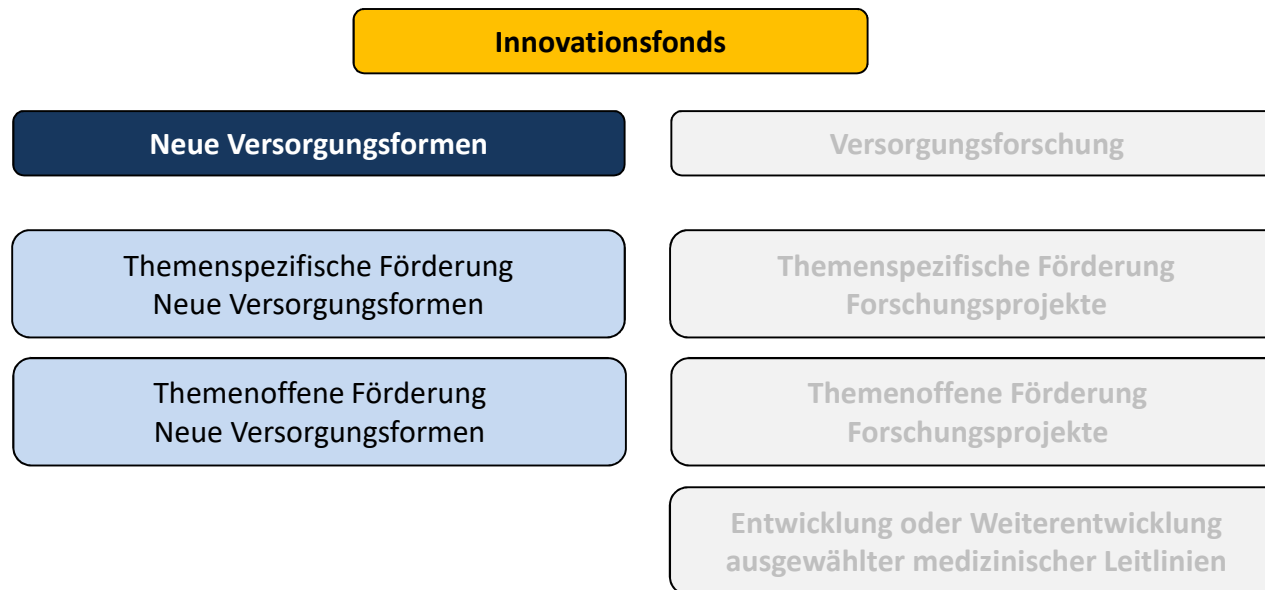 Innovationsfonds
Neue Versorgungsformen
Versorgungsforschung
Themenspezifische Förderung
Neue Versorgungsformen
Themenspezifische Förderung
Forschungsprojekte
Themenoffene Förderung
Neue Versorgungsformen
Themenoffene Förderung
Forschungsprojekte
Entwicklung oder Weiterentwicklung
ausgewählter medizinischer Leitlinien